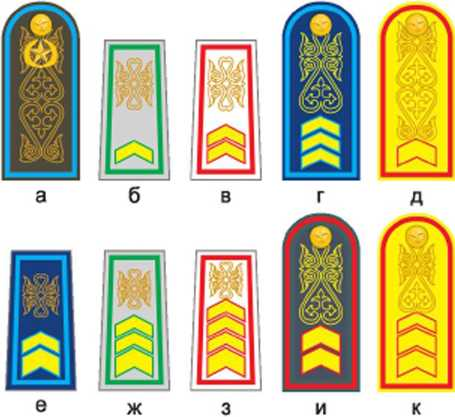 а б в г д
е ж з и к